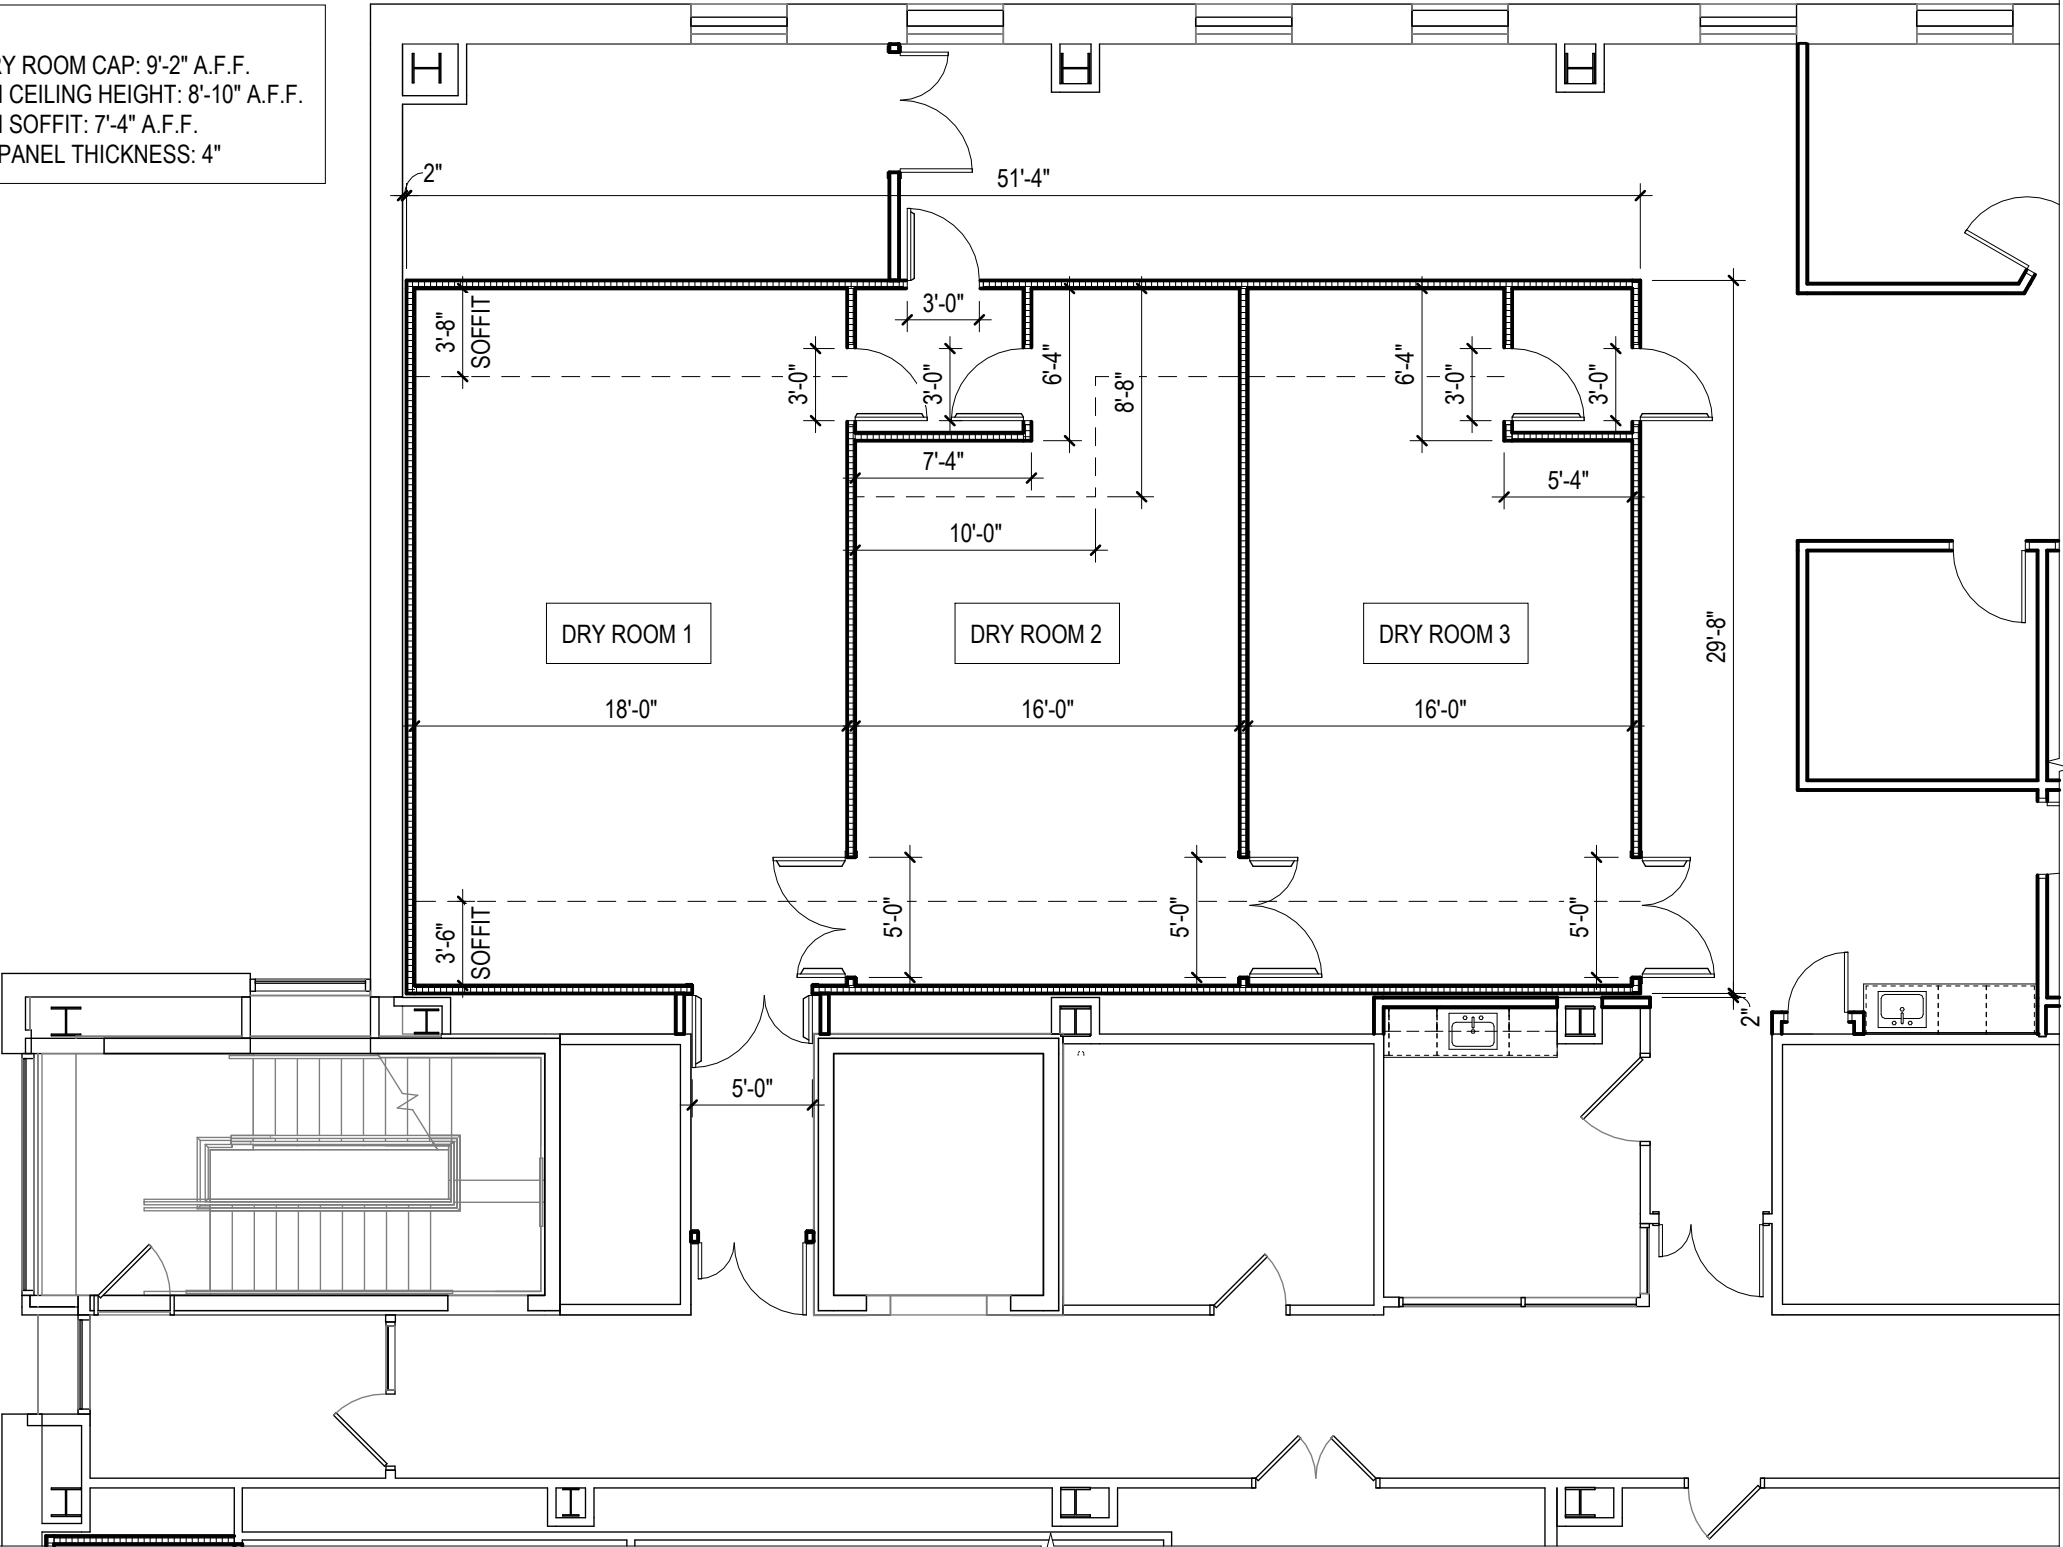 RY ROOM CAP: 9'-2" A.F.F.
CEILING HEIGHT: 8'-10" A.F.F.
SOFFIT: 7'-4" A.F.F.
PANEL THICKNESS: 4"
2"
51'-4"
3'-8"
SOFFIT
3'-0"
3'-0"
3'-0"
6'-4"
8'-8"
6'-4"
3'-0"
3'-0"
7'-4"
5'-4"
10'-0"
DRY ROOM 1
DRY ROOM 2
DRY ROOM 3
29'-8"
18'-0"
16'-0"
16'-0"
3'-6"
SOFFIT
5'-0"
5'-0"
5'-0"
2"
5'-0"